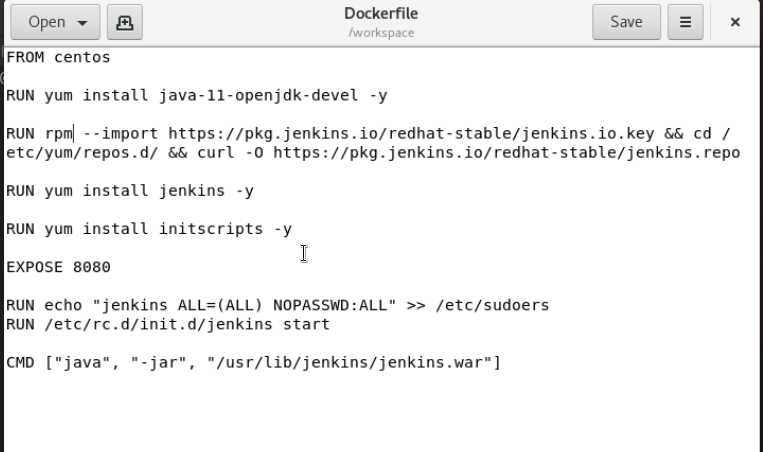 Open
Dockerfile
/workspace
Save
FROM centos
RUN yum install java-11-openjdk-devel -y
RUN rpm --import https://pkg.jenkins.io/redhat-stable/jenkins.io.key && cd /
etc/yum/repos.d/ && curl -O https://pkg.jenkins.io/redhat-stable/jenkins.repo
RUN yum install jenkins -y
RUN yum install initscripts -y
EXPOSE 8080
RUN echo "jenkins ALL=(ALL) NOPASSWD:ALL" >> /etc/sudoers
RUN /etc/rc.d/init.d/jenkins start
CMD ["java", "-jar", "/usr/lib/jenkins/jenkins.war"]